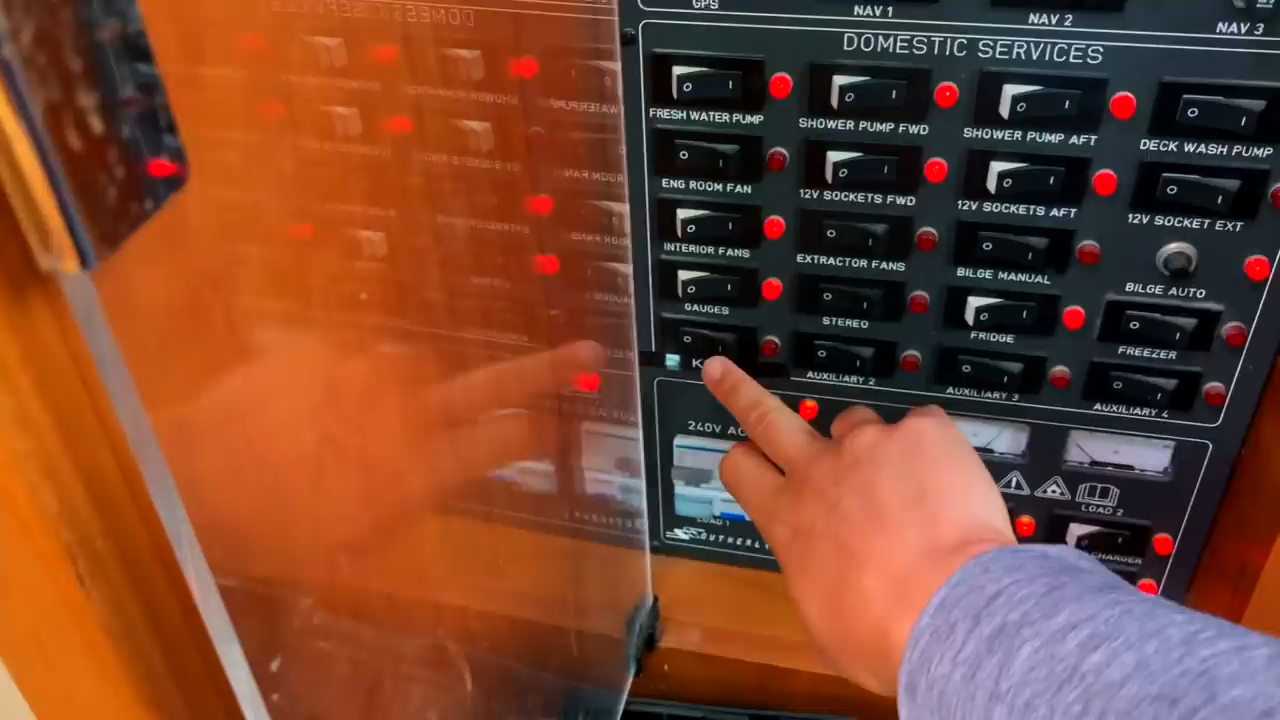 GPS
NAV 1
NAV 2
NAV 3
DOMESTIC SERVICES
FRESH WATER PUMP
SHOWER PUMP FWD
SHOWER PUMP AFT
DECK WASH PUMP
ENG ROOM FAN
12V SOCKETS FWD
12V SOCKETS AFT
12V SOCKET EXT
INTERIOR FANS
EXTRACTOR FANS
BILGE MANUAL
BILGE AUTO
GAUGES
STEREO
FRIDGE
FREEZER
AUXILIARY 2
AUXILIARY 3
AUXILIARY 4
240V AC
LOAD 1
LOAD 2
CHARGER